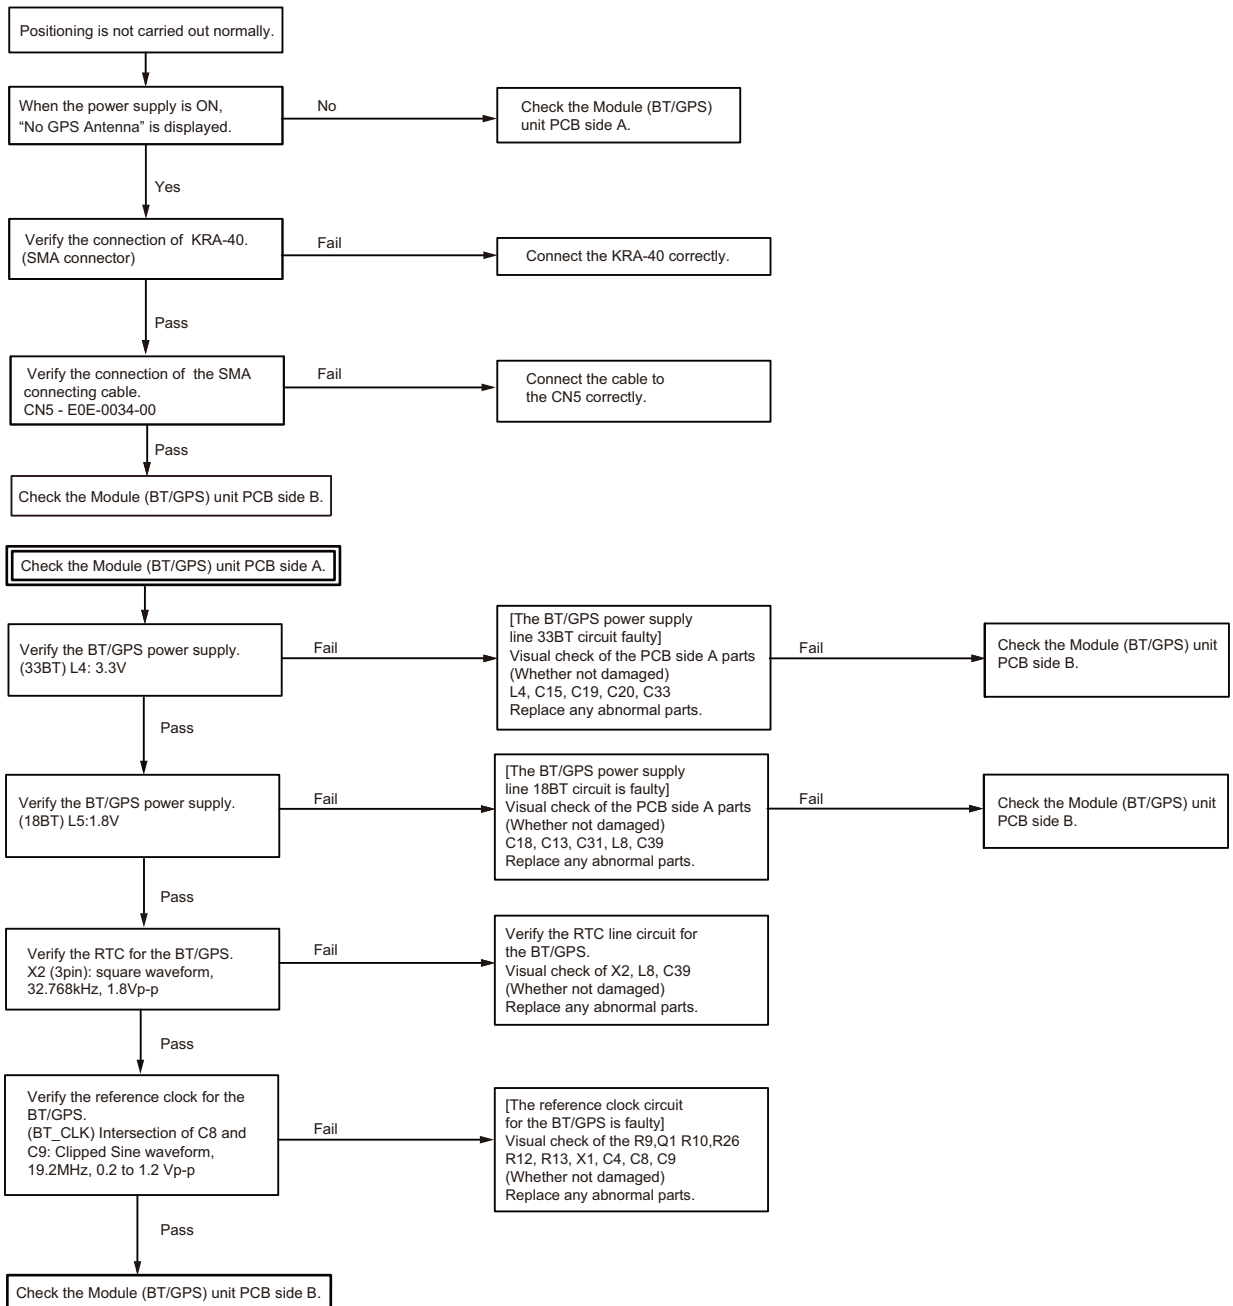 Positioning is not carried out normally.
When the power supply is ON,
“No GPS Antenna” is displayed.
No
Check the Module (BT/GPS)
unit PCB side A.
Yes
Verify the connection of KRA-40.
(SMA connector)
Fail
Connect the KRA-40 correctly.
Pass
Verify the connection of the SMA
connecting cable.
CN5 - E0E-0034-00
Fail
Connect the cable to
the CN5 correctly.
Pass
Check the Module (BT/GPS) unit PCB side B.
Check the Module (BT/GPS) unit PCB side A.
Verify the BT/GPS power supply.
(33BT) L4: 3.3V
Fail
[The BT/GPS power supply
line 33BT circuit faulty]
Visual check of the PCB side A parts
(Whether not damaged)
L4, C15, C19, C20, C33
Replace any abnormal parts.
Fail
Check the Module (BT/GPS) unit
PCB side B.
Pass
Verify the BT/GPS power supply.
(18BT) L5:1.8V
Fail
[The BT/GPS power supply
line 18BT circuit is faulty]
Visual check of the PCB side A parts
(Whether not damaged)
C18, C13, C31, L8, C39
Replace any abnormal parts.
Fail
Check the Module (BT/GPS) unit
PCB side B.
Pass
Verify the RTC for the BT/GPS.
X2 (3pin): square waveform,
32.768kHz, 1.8Vp-p
Fail
Verify the RTC line circuit for
the BT/GPS.
Visual check of X2, L8, C39
(Whether not damaged)
Replace any abnormal parts.
Pass
Verify the reference clock for the
BT/GPS.
(BT_CLK) Intersection of C8 and
C9: Clipped Sine waveform,
19.2MHz, 0.2 to 1.2 Vp-p
Fail
[The reference clock circuit
for the BT/GPS is faulty]
Visual check of the R9,Q1 R10,R26
R12, R13, X1, C4, C8, C9
(Whether not damaged)
Replace any abnormal parts.
Pass
Check the Module (BT/GPS) unit PCB side B.